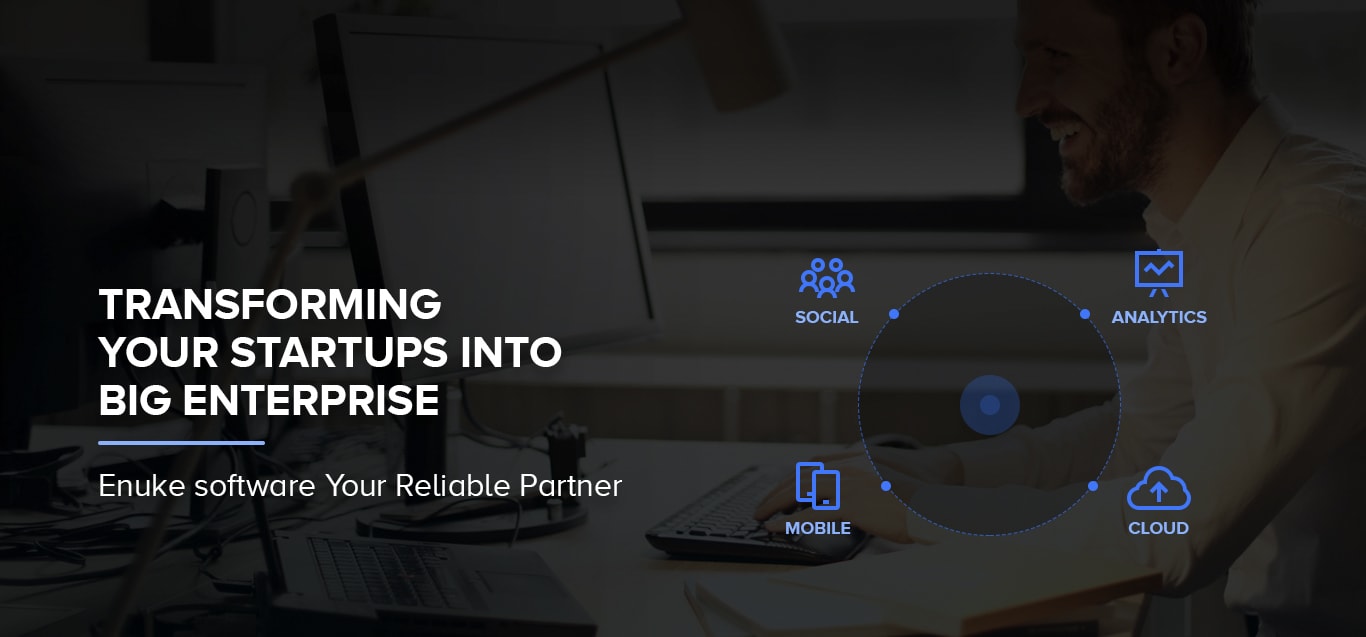 TRANSFORMING
YOUR STARTUPS INTO
BIG ENTERPRISE
Enuke software Your Reliable Partner
SOCIAL
ANALYTICS
MOBILE
CLOUD